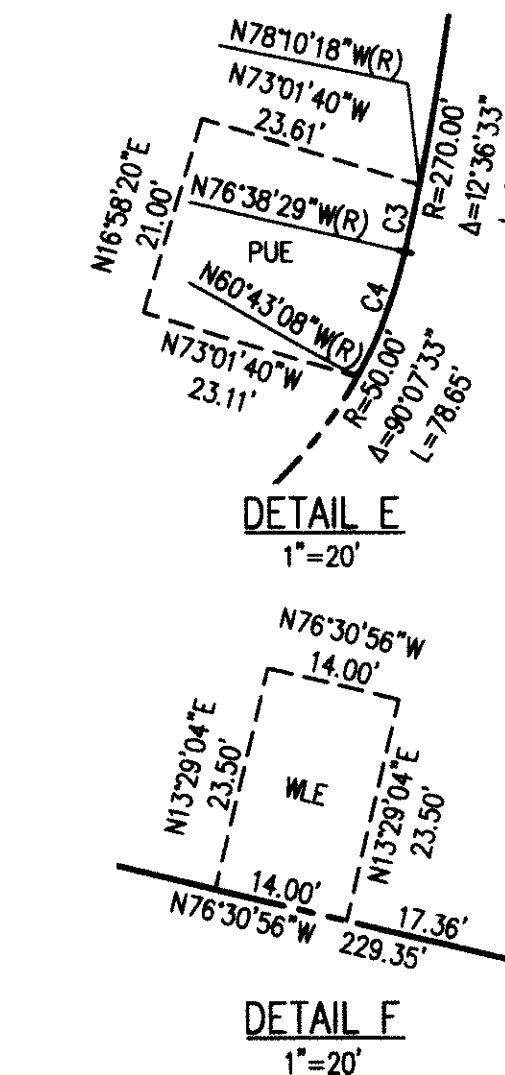 N78°10'18"W(R)
N73°01'40"W
23.61'
N16°58'20"E
21.00'
N76°38'29"W(R)
PUE
N60°43'08"W(R)
N73°01'40"W
23.11'
C3
C4
R=270.00'
Δ=12°36'33"
R=50.00'
Δ=90°07'33"
L=78.65'
DETAIL E
1"=20'
N76°30'56"W
14.00'
N13°29'04"E
23.50'
WLE
N13°29'04"E
23.50'
14.00'
N76°30'56"W
17.36'
229.35'
DETAIL F
1"=20'